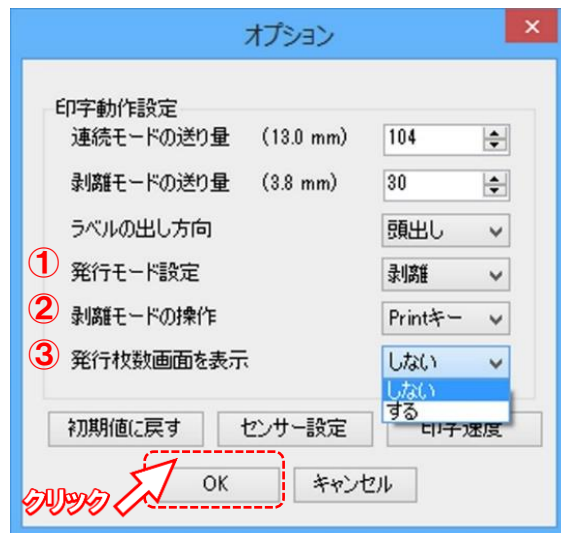 オプション
×
印字動作設定
連続モードの送り量 (13.0 mm) 104
剥離モードの送り量 (3.8 mm) 30
ラベルの出し方向 頭出し
① 発行モード設定 剥離
② 剥離モードの操作 Printキー
③ 発行枚数画面を表示 しない
しない
する
初期値に戻す センサー設定 印字速度
OK キャンセル
クリック